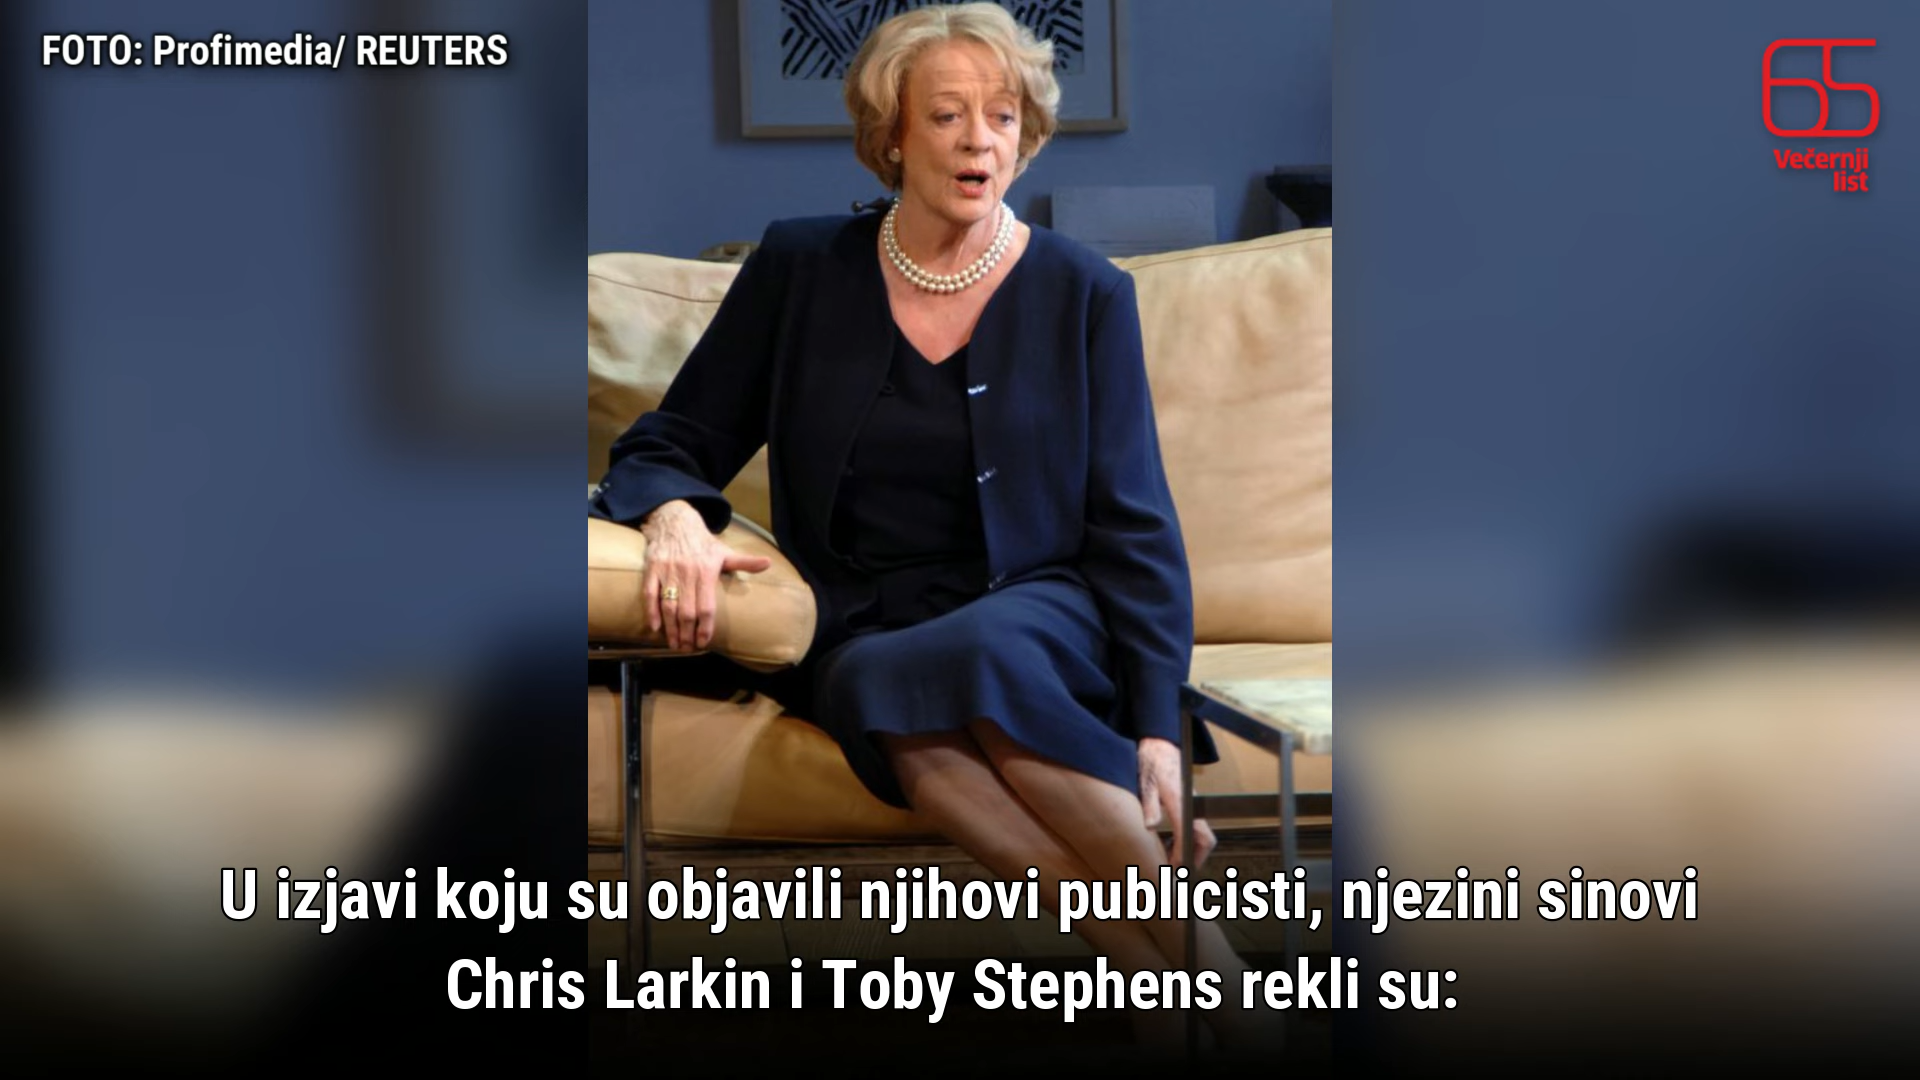 FOTO: Profimedia/ REUTERS
65
Večernji
list
U izjavi koju su objavili njihovi publicisti, njezini sinovi
Chris Larkin i Toby Stephens rekli su: